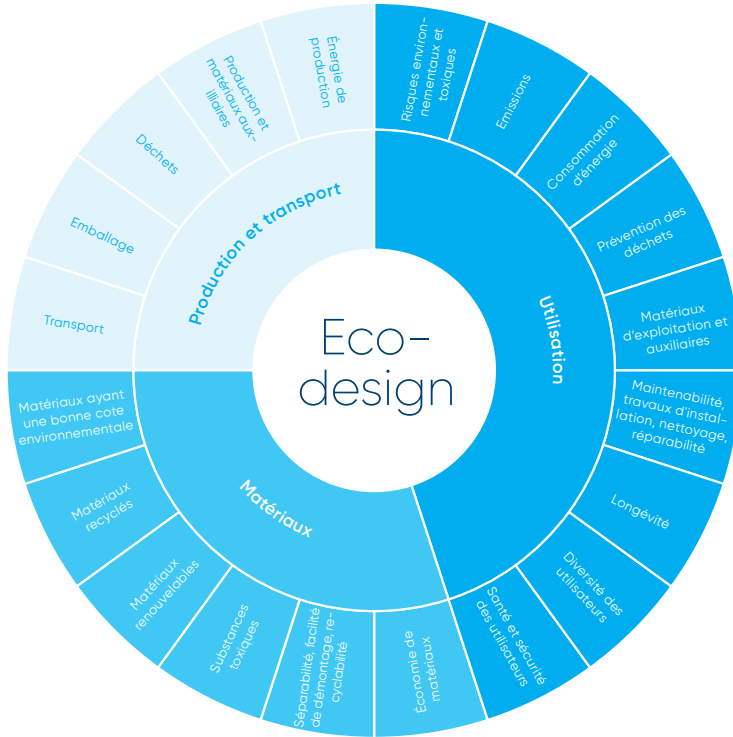 Eco-
design
Utilisation
Risques environ-
nementaux et
toxiques
Emissions
Consommation
d'énergie
Prévention des
déchets
Matériaux
d'exploitation et
auxiliaires
Maintenabilité,
travaux d'instal-
lation, nettoyage,
réparabilité
Longévité
Diversité des
utilisateurs
Santé et sécurité
des utilisateurs
Matériaux
Économie de
matériaux
Séparabilité, facilité
de démontage, re-
cyclabilité
Substances
toxiques
Matériaux
renouvelables
Matériaux
recyclés
Matériaux ayant
une bonne cote
environnementale
Production et transport
Transport
Emballage
Déchets
Production et
matériaux aux-
illiaires
Énergie de
production